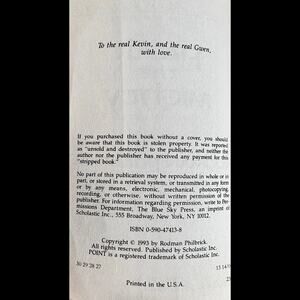 To the real Kevin, and the real Gwen,
with love.
If you purchased this book without a cover, you should
be aware that this book is stolen property. It was reported
as "unsold and destroyed" to the publisher, and neither the
author nor the publisher has received any payment for this
"stripped book."
No part of this publication may be reproduced in whole or in
part, or stored in a retrieval system, or transmitted in any form
or by any means, electronic, mechanical, photocopying,
recording, or otherwise, without written permission of the
publisher. For information regarding permission, write to Per-
missions Department, The Blue Sky Press, an imprint of
Scholastic Inc., 555 Broadway, New York, NY 10012.
ISBN 0-590-47413-8
Copyright © 1993 by Rodman Philbrick.
All rights reserved. Published by Scholastic Inc.
POINT is a registered trademark of Scholastic Inc.
30 29 28 27
Printed in the U.S.A.